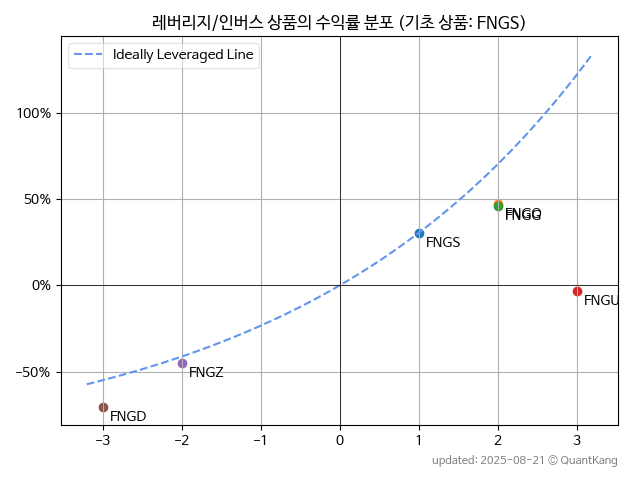 레버리지/인버스 상품의 수익률 분포 (기초 상품: FNGS)
Ideally Leveraged Line
100%
50%
0%
−50%
FNGO
FNGG
FNGS
FNGU
FNGZ
FNGD
−3 −2 −1 0 1 2 3
updated: 2025-08-21 © QuantKang